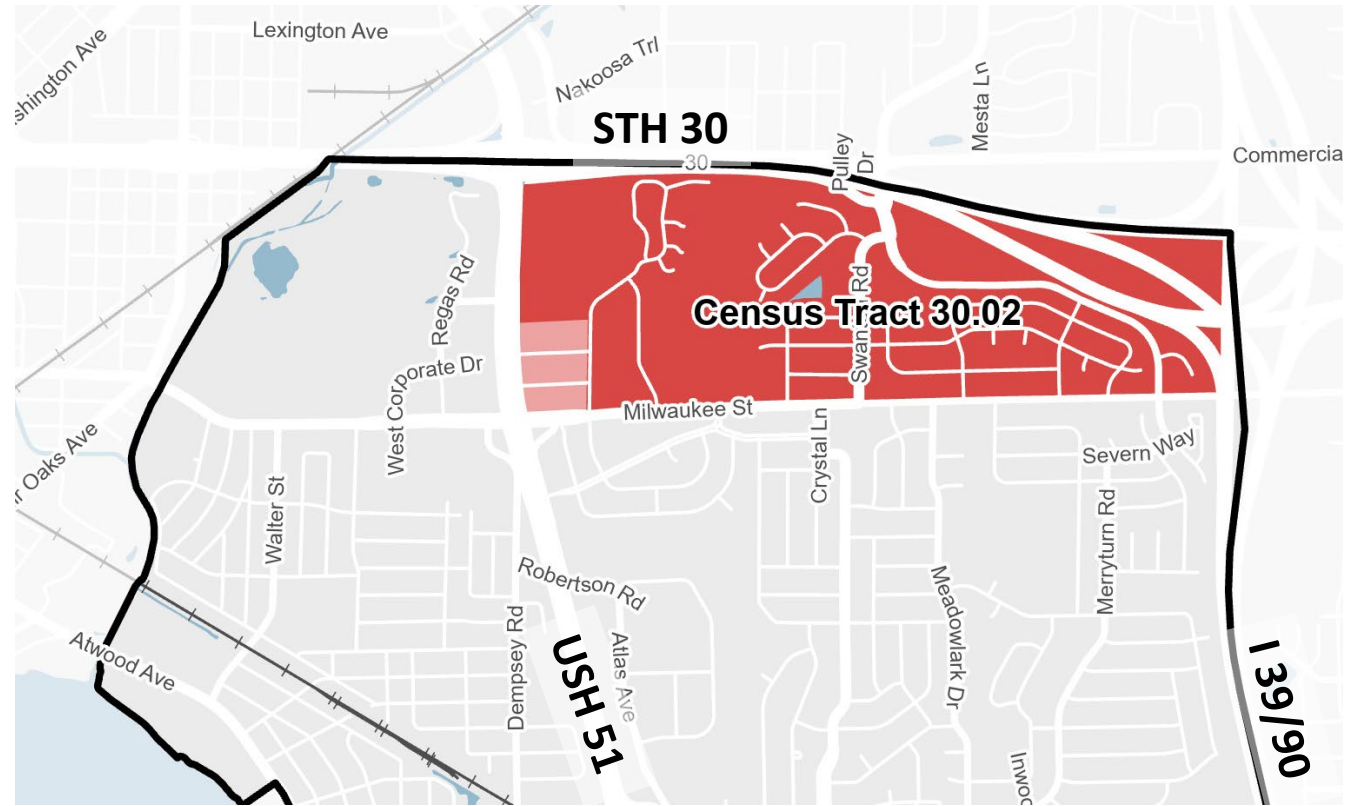 Lexington Ave
shington Ave
Nakoosa Trl
Mesta Ln
STH 30
30
Pulley
Dr
Commercia
Regas Rd
Census Tract 30.02
Swanton Rd
West Corporate Dr
Milwaukee St
r Oaks Ave
Crystal Ln
Severn Way
Walter St
Merryturn Rd
Robertson Rd
Meadowlark Dr
Dempsey Rd
Atlas Ave
Atwood Ave
USH 51
I 39/90
Inwoo